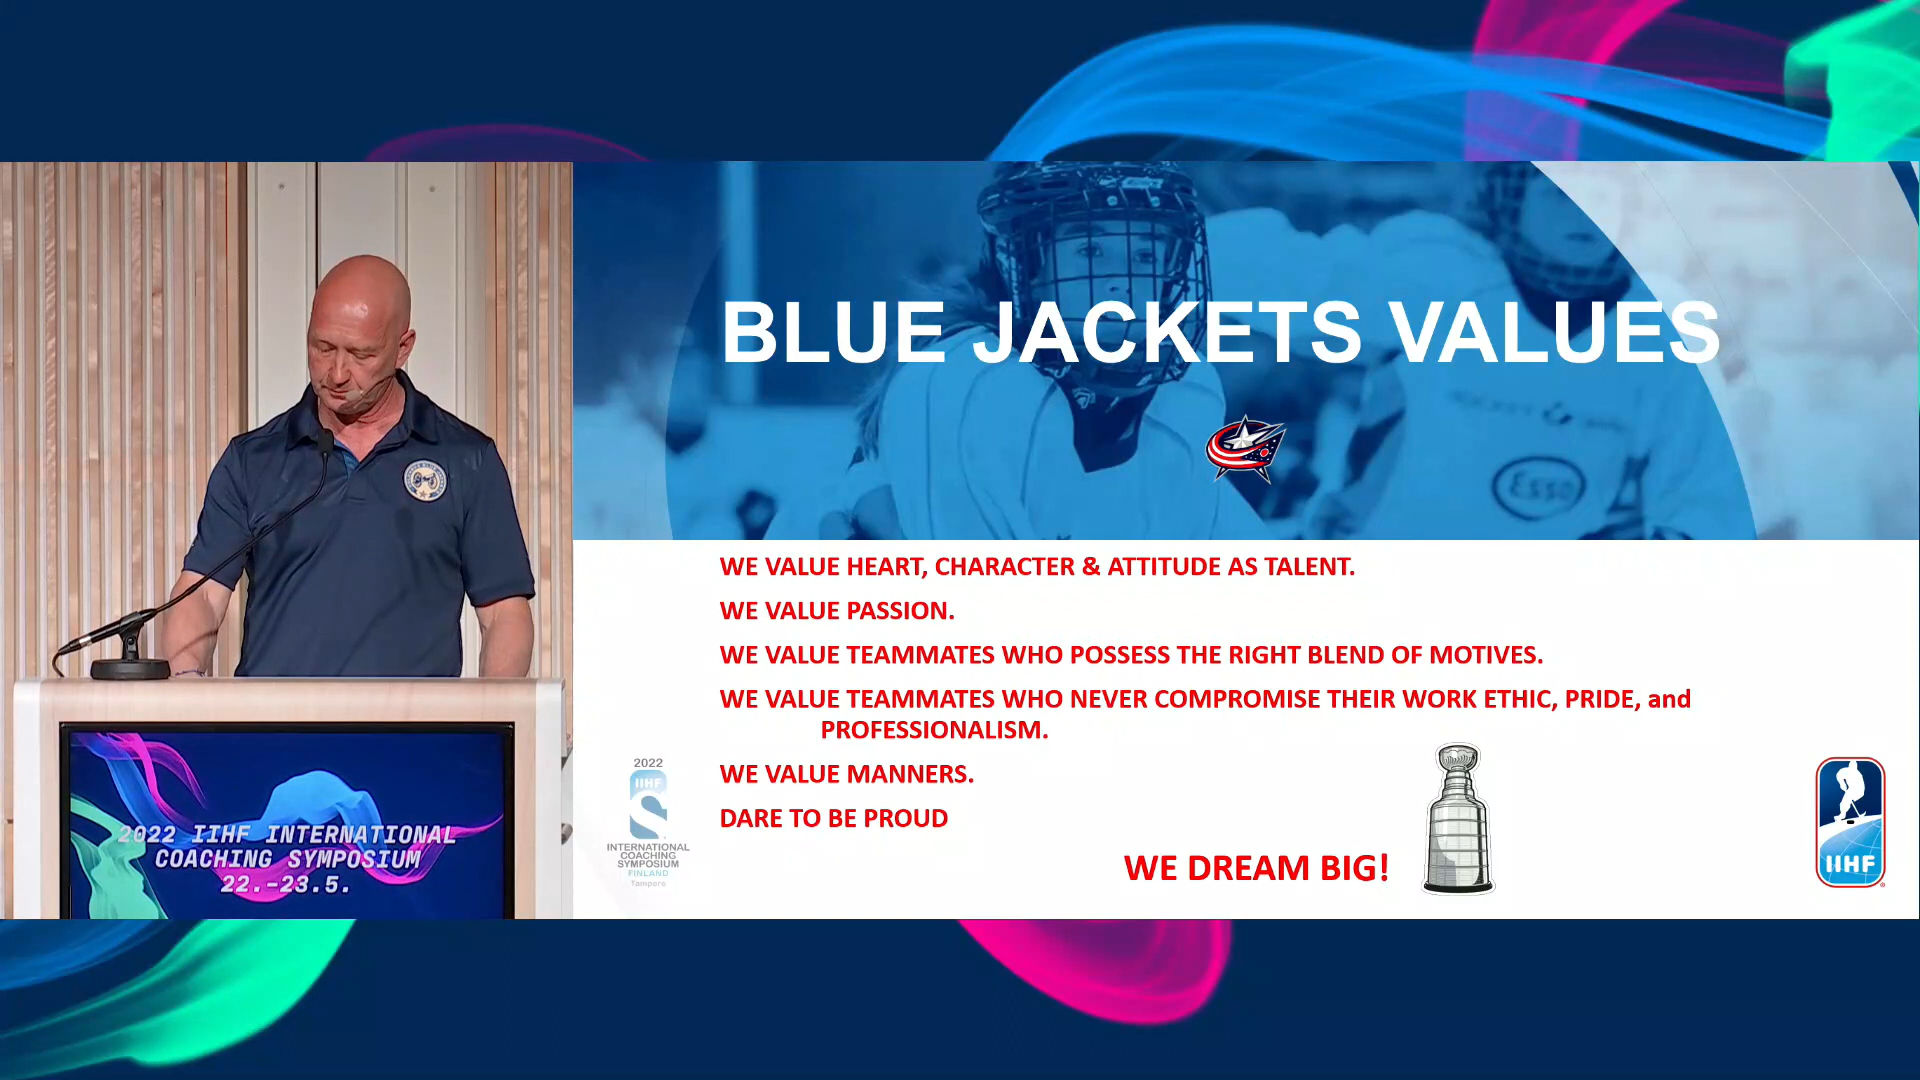 BLUE JACKETS VALUES
Esso
WE VALUE HEART, CHARACTER & ATTITUDE AS TALENT.
WE VALUE PASSION.
WE VALUE TEAMMATES WHO POSSESS THE RIGHT BLEND OF MOTIVES.
WE VALUE TEAMMATES WHO NEVER COMPROMISE THEIR WORK ETHIC, PRIDE, and
PROFESSIONALISM.
WE VALUE MANNERS.
DARE TO BE PROUD
WE DREAM BIG!
2022
IIHF
INTERNATIONAL
COACHING
SYMPOSIUM
FINLAND
Tampere
IIHF
2022 IIHF INTERNATIONAL
COACHING SYMPOSIUM
22.-23.5.